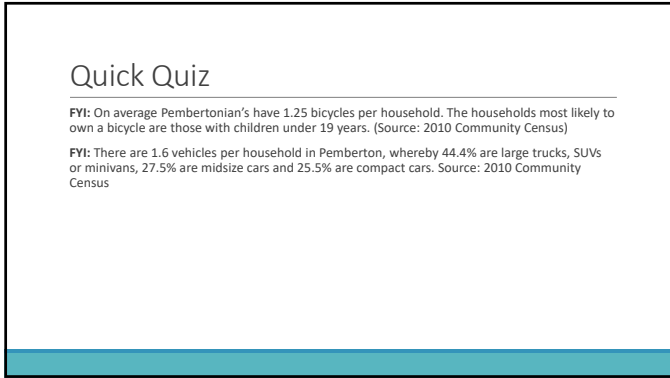 Quick Quiz
FYI: On average Pembertonian's have 1.25 bicycles per household. The households most likely to
own a bicycle are those with children under 19 years. (Source: 2010 Community Census)
FYI: There are 1.6 vehicles per household in Pemberton, whereby 44.4% are large trucks, SUVs
or minivans, 27.5% are midsize cars and 25.5% are compact cars. Source: 2010 Community
Census